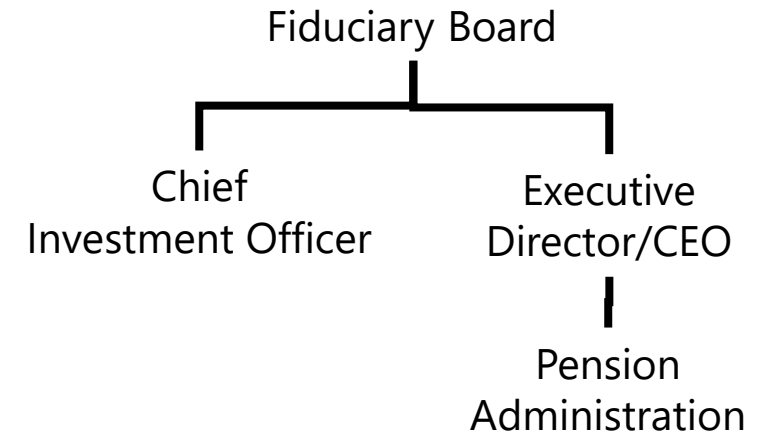 Fiduciary Board
Chief
Investment Officer
Executive
Director/CEO
Pension
Administration